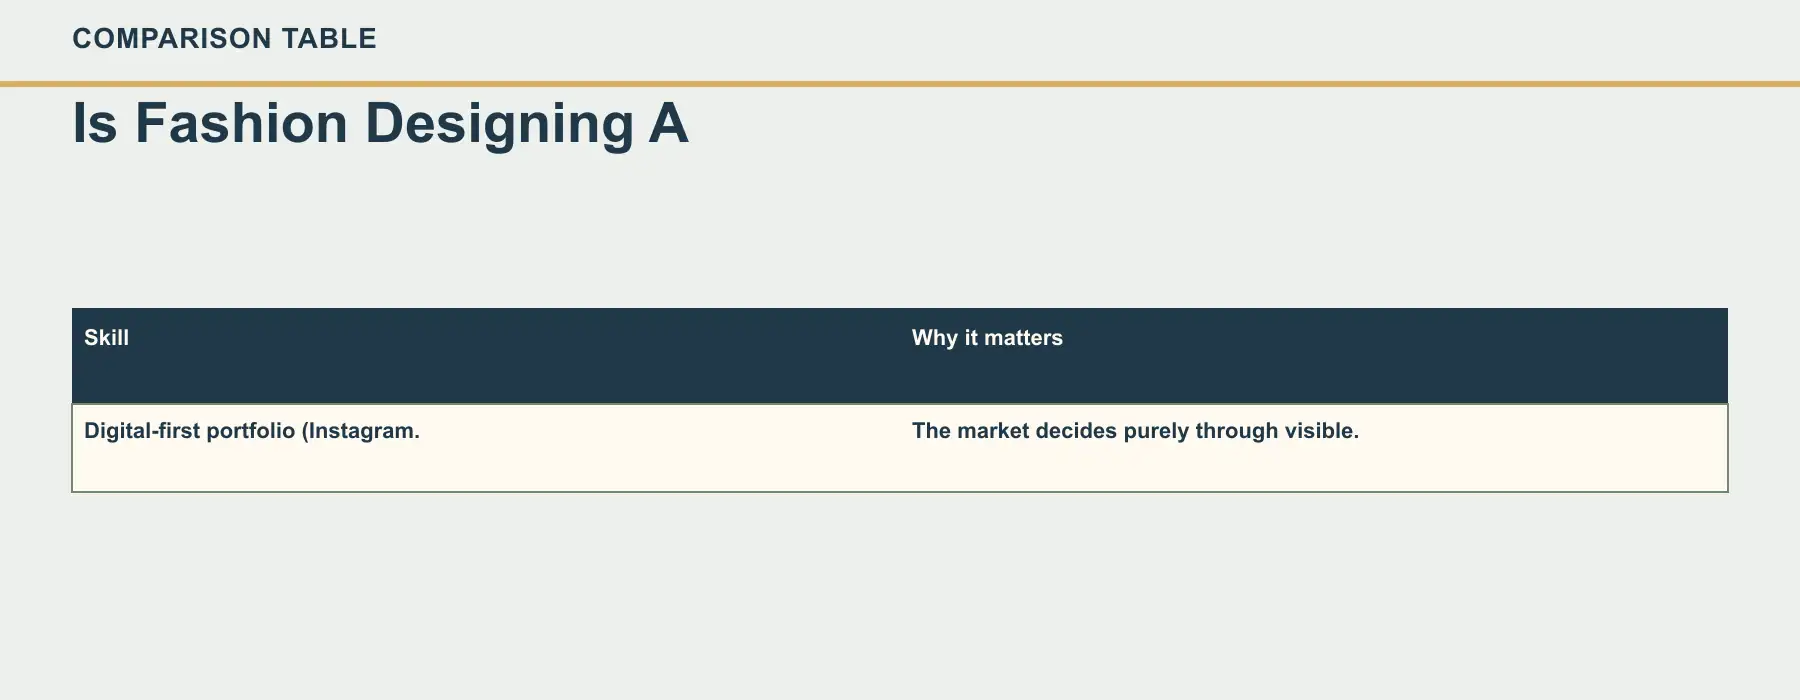 COMPARISON TABLE
Is Fashion Designing A
Skill
Why it matters
Digital-first portfolio (Instagram.
The market decides purely through visible.